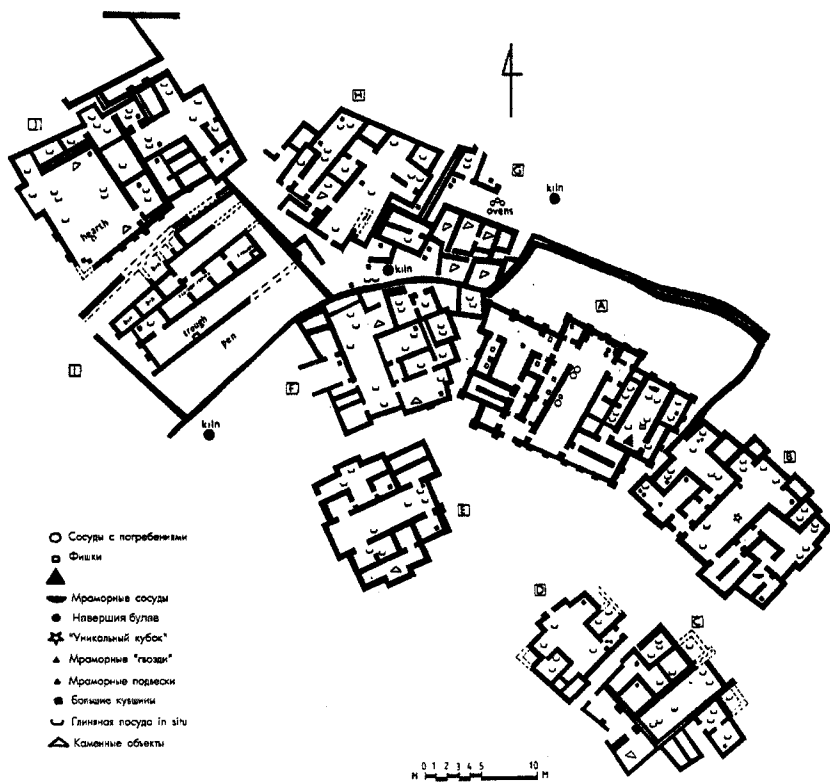 H
J
G
kiln
ovens
hearth
kiln
A
trough
pen
I
F
kiln
B
E
D
C
Сосуды с погребениями
Фишки
Мраморные сосуды
Навершия булав
"Уникальный кубок"
Мраморные "гвозди"
Мраморные подвески
Большие кувшины
Глиняная посуда in situ
Каменные объекты
0 1 2 3 4 5 10
М М